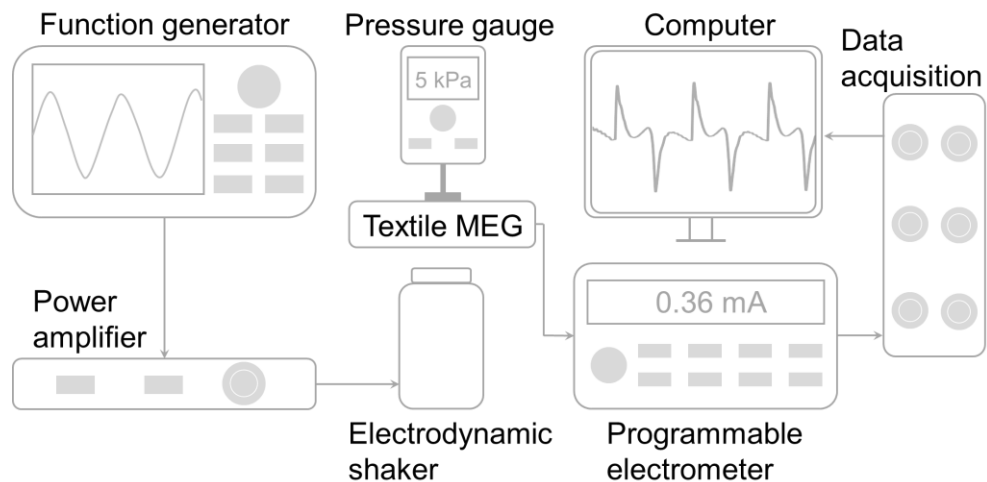 Function generator
Pressure gauge
Computer
Data
acquisition
5 kPa
Textile MEG
Power
amplifier
0.36 mA
Electrodynamic
shaker
Programmable
electrometer